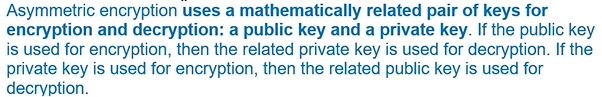 Asymmetric encryption uses a mathematically related pair of keys for
encryption and decryption: a public key and a private key. If the public key
is used for encryption, then the related private key is used for decryption. If the
private key is used for encryption, then the related public key is used for
decryption.